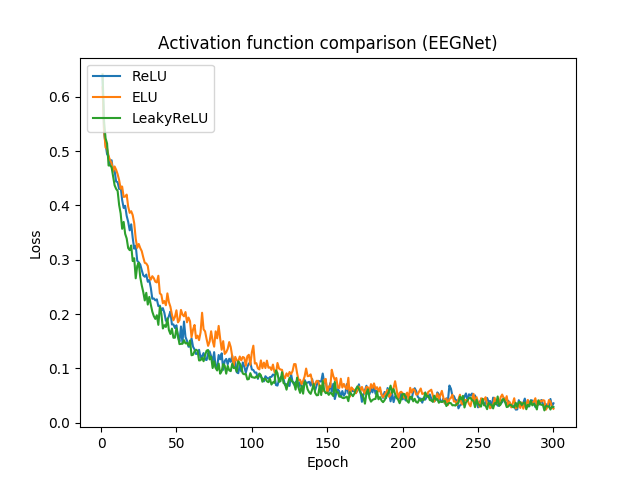 Activation function comparison (EEGNet)
ReLU
ELU
LeakyReLU
Loss
0.6
0.5
0.4
0.3
0.2
0.1
0.0
0 50 100 150 200 250 300
Epoch